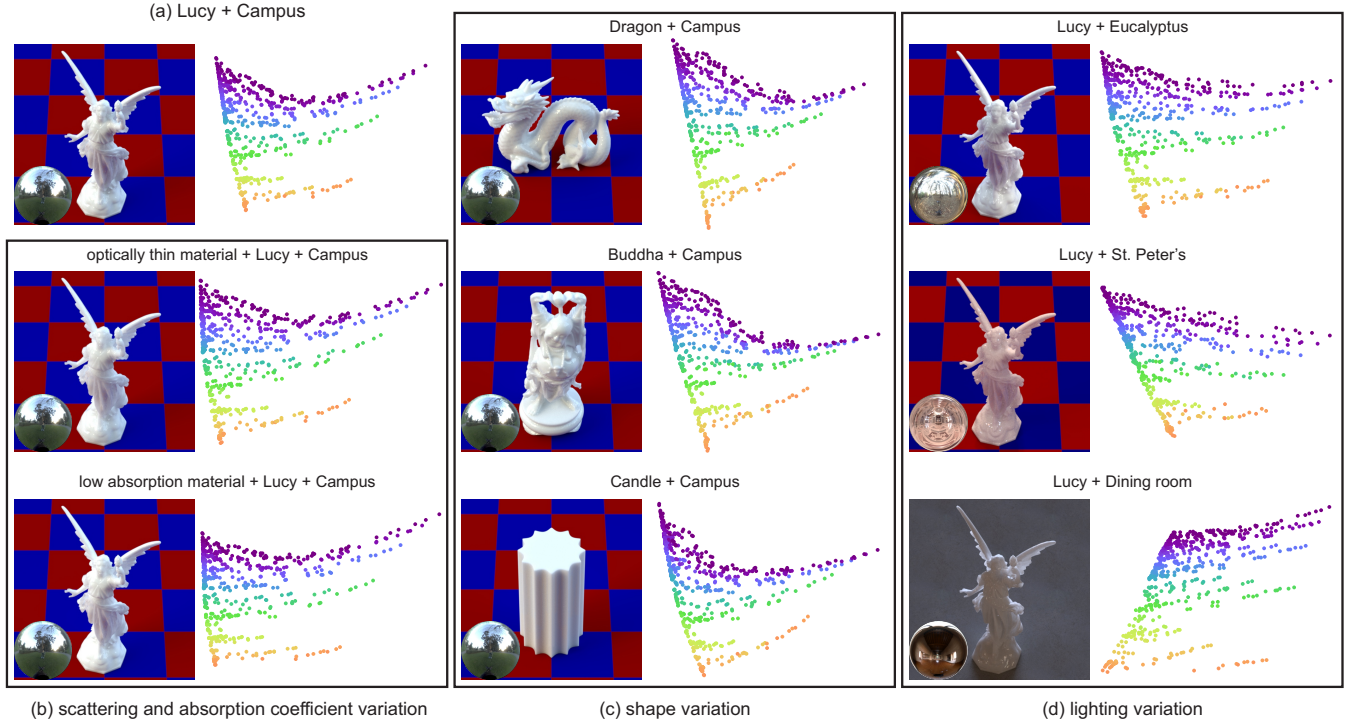 (a) Lucy + Campus
optically thin material + Lucy + Campus
low absorption material + Lucy + Campus
(b) scattering and absorption coefficient variation
Dragon + Campus
Buddha + Campus
Candle + Campus
(c) shape variation
Lucy + Eucalyptus
Lucy + St. Peter's
Lucy + Dining room
(d) lighting variation